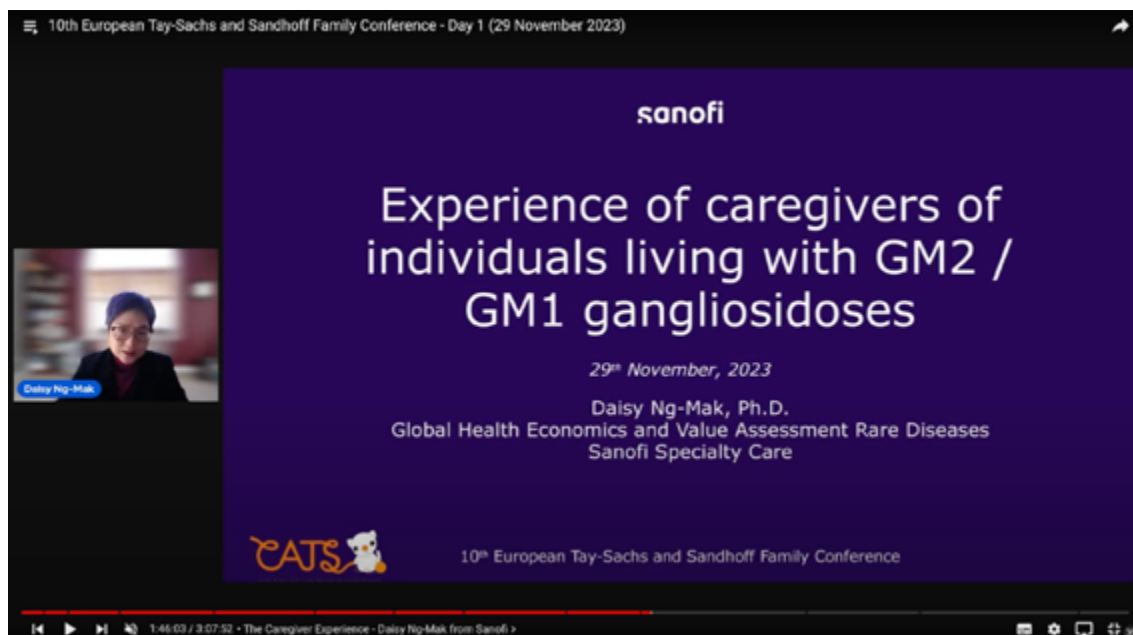 10th European Tay-Sachs and Sandhoff Family Conference - Day 1 (29 November 2023)
sanofi
Experience of caregivers of
individuals living with GM2 /
GM1 gangliosidoses
29th November, 2023
Daisy Ng-Mak, Ph.D.
Global Health Economics and Value Assessment Rare Diseases
Sanofi Specialty Care
Daisy Ng-Mak
CATS
10th European Tay-Sachs and Sandhoff Family Conference
1:46:03 / 3:07:52 • The Caregiver Experience - Daisy Ng-Mak from Sanofi >